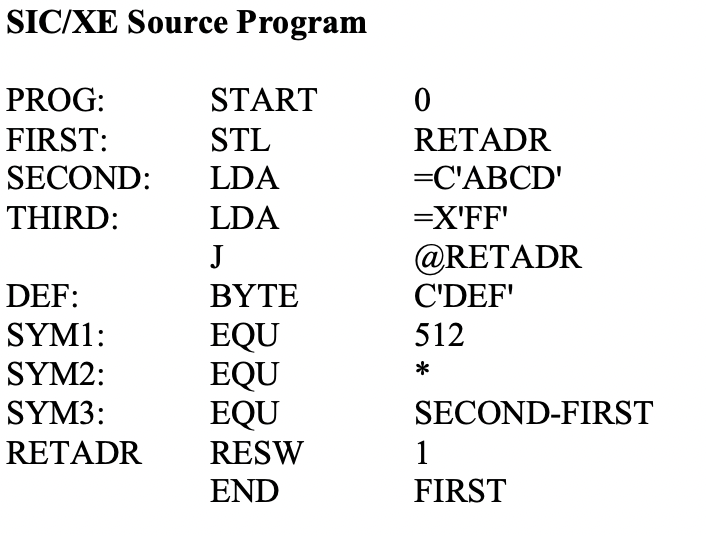 SIC/XE Source Program
PROG: START 0
FIRST: STL RETADR
SECOND: LDA =C'ABCD'
THIRD: LDA =X'FF'
J @RETADR
DEF: BYTE C'DEF'
SYM1: EQU 512
SYM2: EQU *
SYM3: EQU SECOND-FIRST
RETADR RESW 1
END FIRST